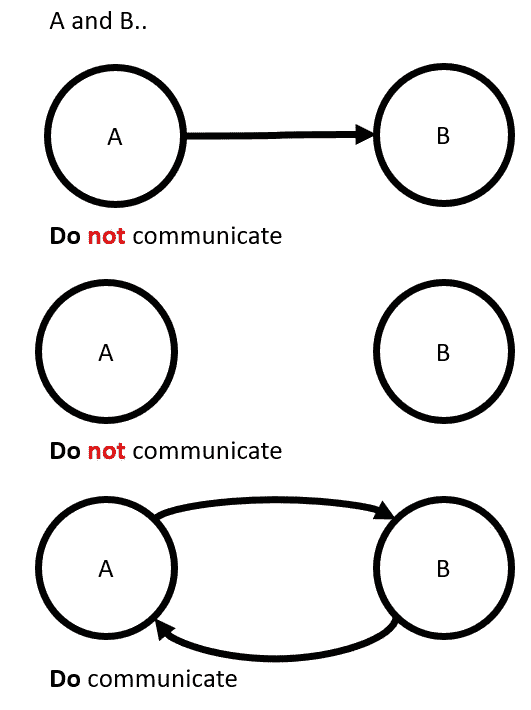 A and B..
A
B
Do not communicate
A
B
Do not communicate
A
B
Do communicate